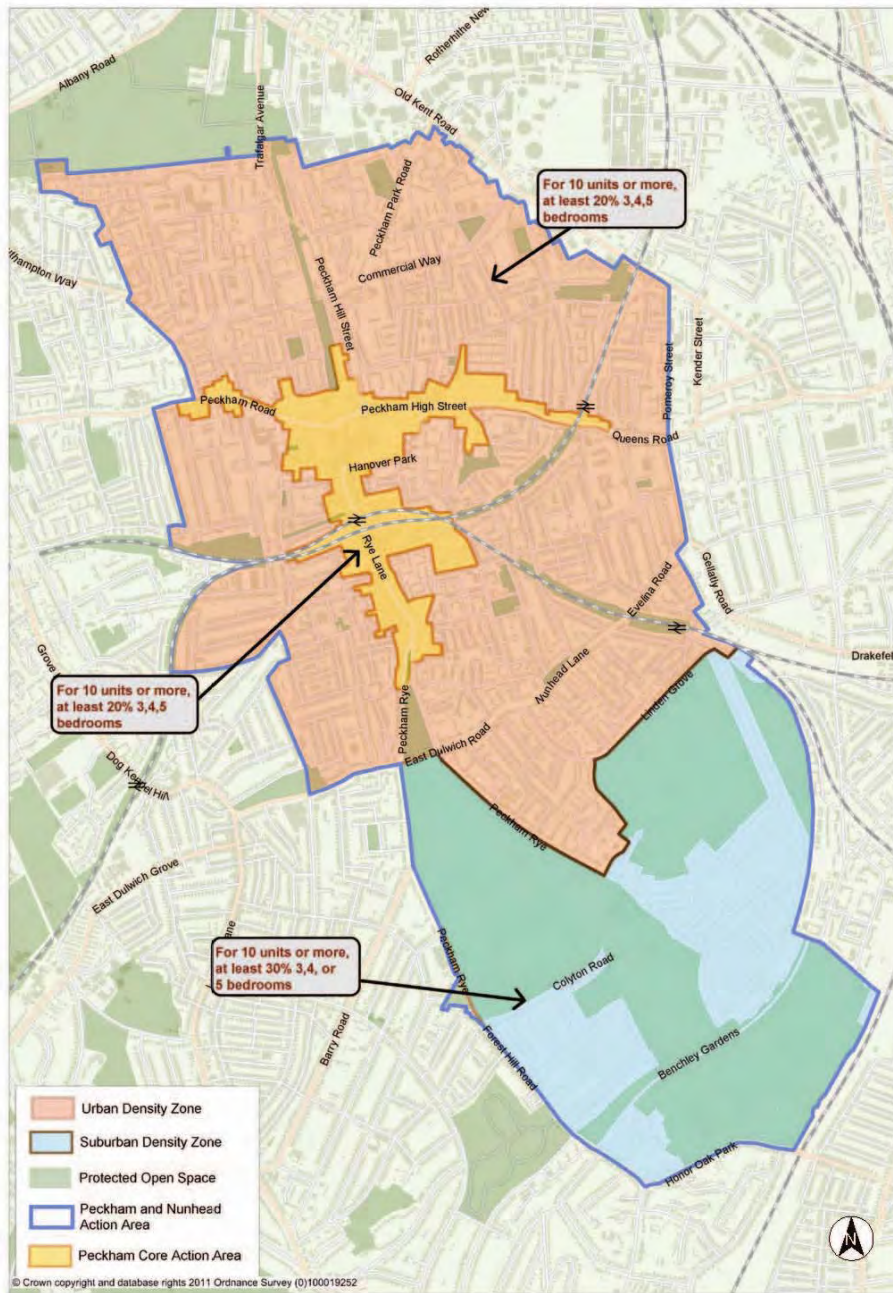 Rotherhithe New
Albany Road
Trafalgar Avenue
Old Kent Road
For 10 units or more,
at least 20% 3,4,5
bedrooms
Peckham Park Road
Commercial Way
Peckham Hill Street
Kender Street
Pomeroy Street
Peckham Road
Peckham High Street
Queens Road
Hanover Park
Rye Lane
Gellatly Road
Evelina Road
Grove
Drakefel
For 10 units or more,
at least 20% 3,4,5
bedrooms
Nunhead Lane
Linden Grove
Peckham Rye
East Dulwich Road
Dog Kennel Hill
Peckham Rye
East Dulwich Grove
Lane
For 10 units or more,
at least 30% 3,4, or
5 bedrooms
Peckham Rye
Colyton Road
Barry Road
Forest Hill Road
Benchley Gardens
Honor Oak Park
Urban Density Zone
Suburban Density Zone
Protected Open Space
Peckham and Nunhead
Action Area
Peckham Core Action Area
N
© Crown copyright and database rights 2011 Ordnance Survey (0)100019252